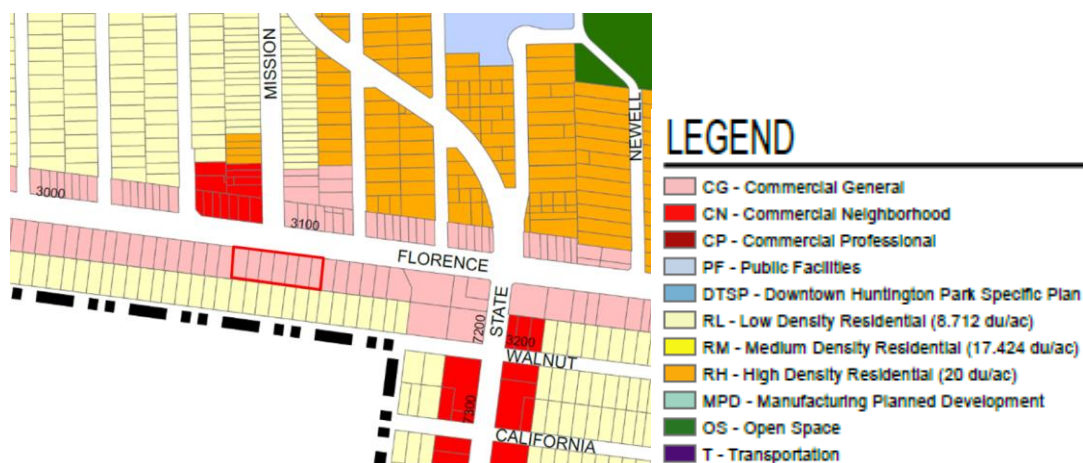 MISSION
NEWELL
3000
3100
FLORENCE
STATE
7200
3200
WALNUT
7300
CALIFORNIA
LEGEND
CG - Commercial General
CN - Commercial Neighborhood
CP - Commercial Professional
PF - Public Facilities
DTSP - Downtown Huntington Park Specific Plan
RL - Low Density Residential (8.712 du/ac)
RM - Medium Density Residential (17.424 du/ac)
RH - High Density Residential (20 du/ac)
MPD - Manufacturing Planned Development
OS - Open Space
T - Transportation